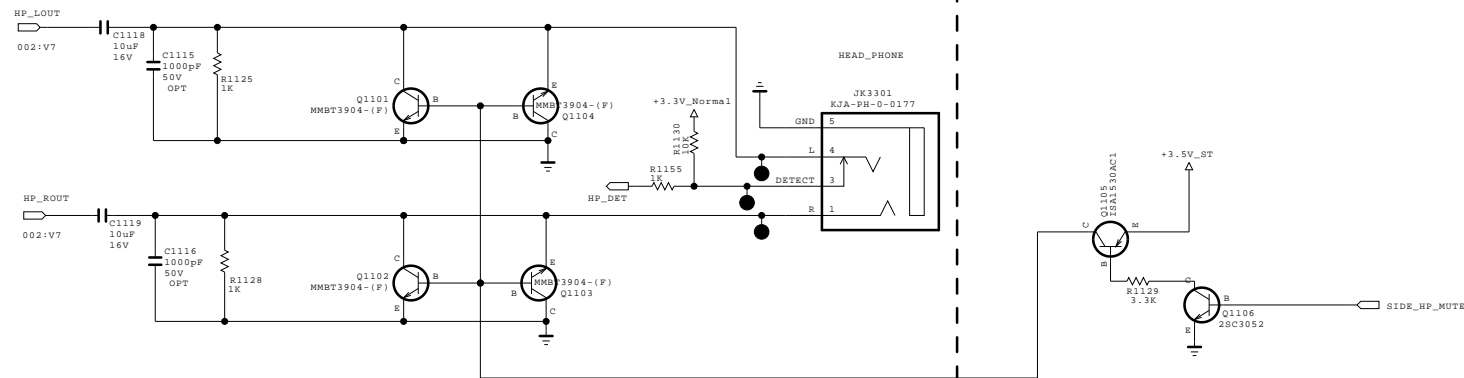 HP_LOUT
002:V7
C1118
10uF
16V
C1115
1000pF
50V
OPT
R1125
1K
C
B
E
Q1101
MMBT3904-(F)
E
MMBT3904-(F)
B
Q1104
C
HEAD_PHONE
JK3301
KJA-PH-0-0177
+3.3V_Normal
R1130
10K
R1155
1K
HP_DET
GND
5
L
4
DETECT
3
R
1
HP_ROUT
002:V7
C1119
10uF
16V
C1116
1000pF
50V
OPT
R1128
1K
C
B
E
Q1102
MMBT3904-(F)
E
MMBT3904-(F)
B
Q1103
C
+3.5V_ST
Q1105
ISA1530AC1
C
E
B
R1129
3.3K
C
B
Q1106
2SC3052
E
SIDE_HP_MUTE